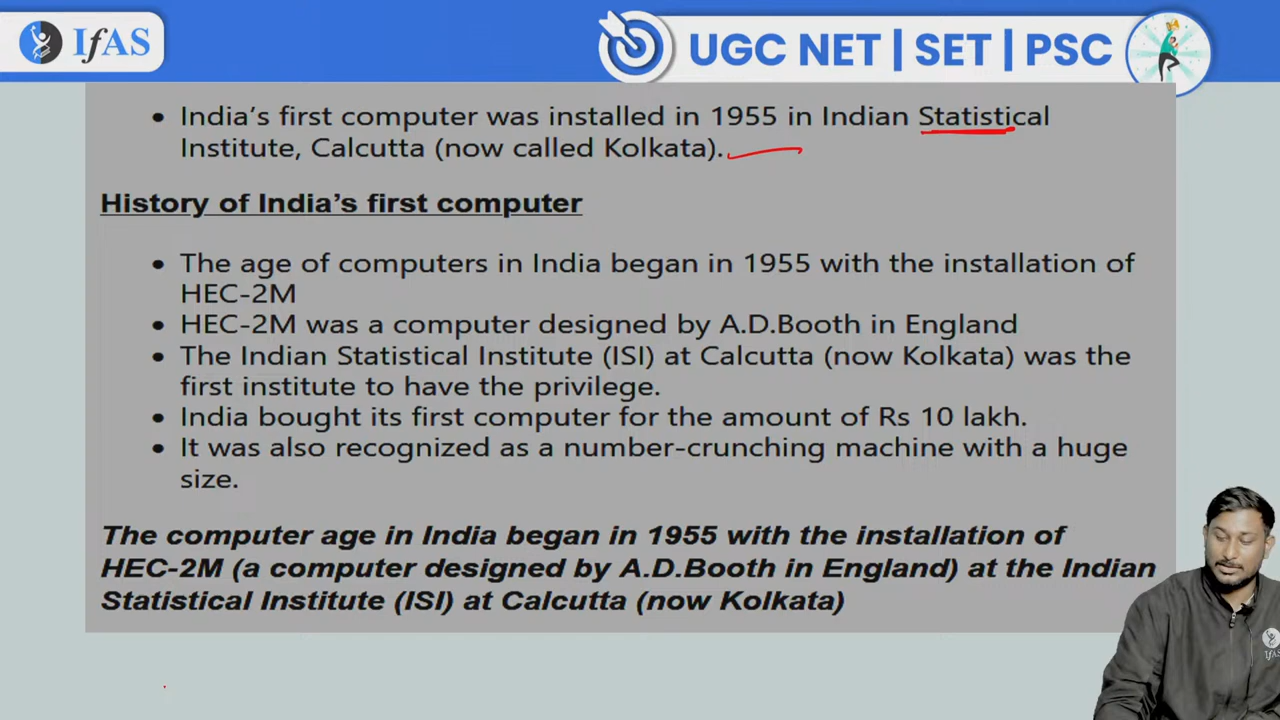 IfAS
UGC NET | SET | PSC
• India's first computer was installed in 1955 in Indian Statistical
Institute, Calcutta (now called Kolkata).
History of India's first computer
• The age of computers in India began in 1955 with the installation of
HEC-2M
• HEC-2M was a computer designed by A.D.Booth in England
• The Indian Statistical Institute (ISI) at Calcutta (now Kolkata) was the
first institute to have the privilege.
• India bought its first computer for the amount of Rs 10 lakh.
• It was also recognized as a number-crunching machine with a huge
size.
The computer age in India began in 1955 with the installation of
HEC-2M (a computer designed by A.D.Booth in England) at the Indian
Statistical Institute (ISI) at Calcutta (now Kolkata)
IfAS